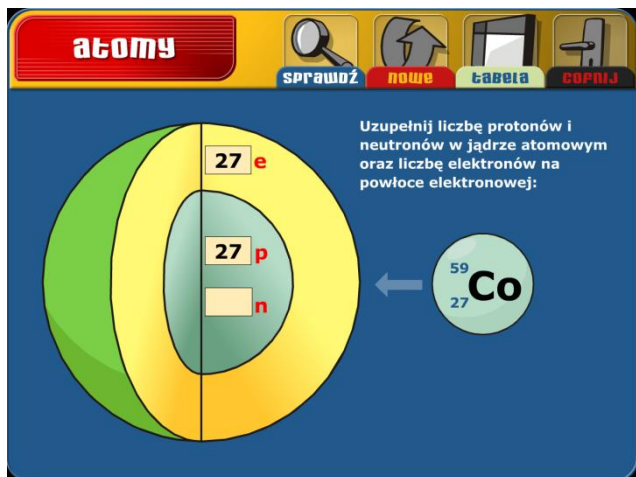 atomy
sprawdź
nowe
tabela
cofnij
Uzupełnij liczbę protonów i
neutronów w jądrze atomowym
oraz liczbę elektronów na
powłoce elektronowej:
27 e
27 p
n
59
27 Co